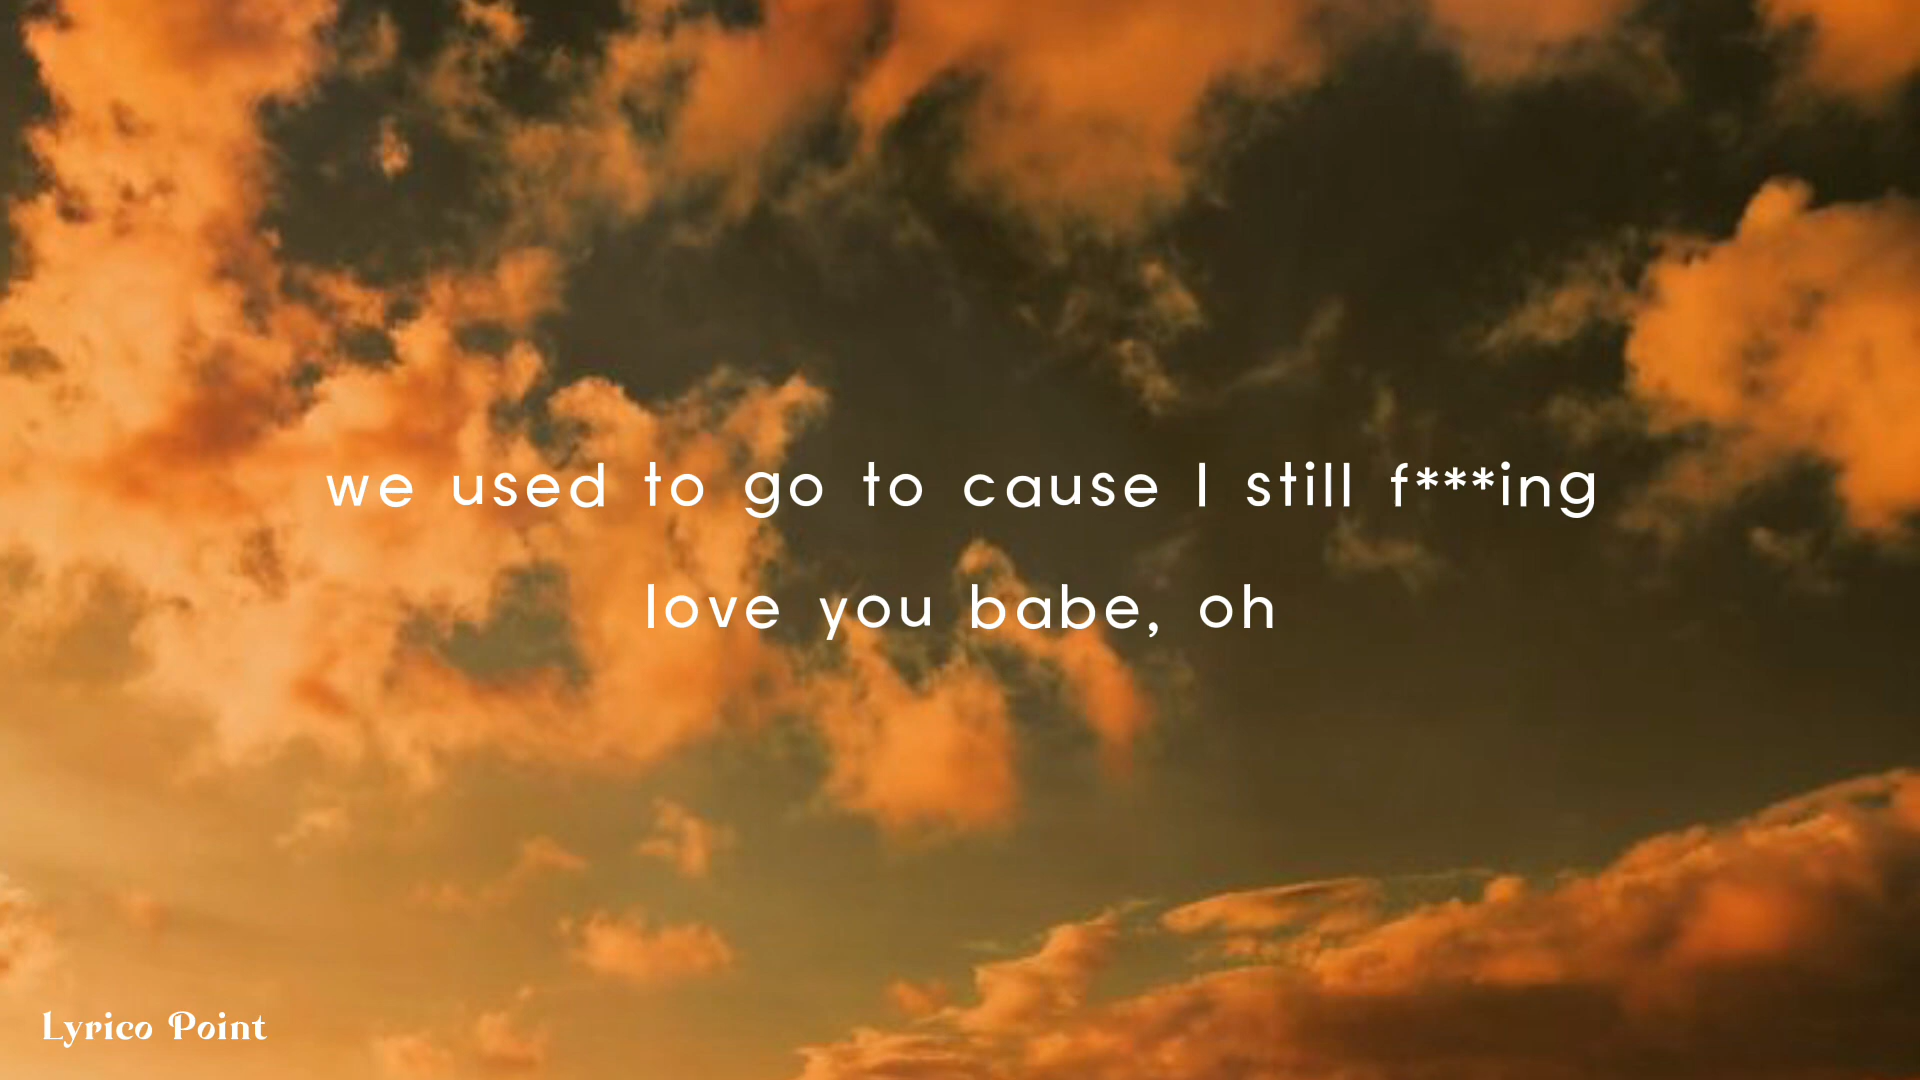 we used to go to cause I still f***ing
love you babe, oh
Lyrico Point